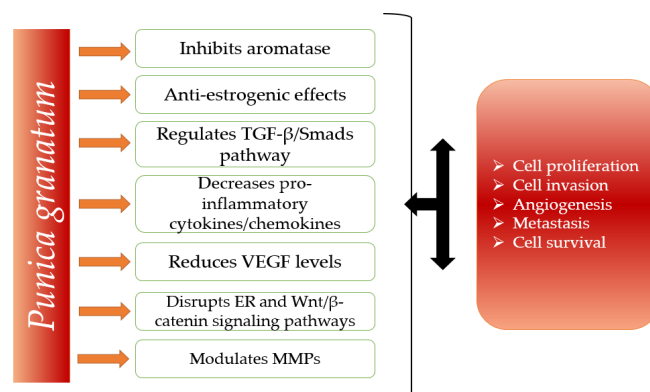 Punica granatum
Inhibits aromatase
Anti-estrogenic effects
Regulates TGF-β/Smads
pathway
Decreases pro-
inflammatory
cytokines/chemokines
Reduces VEGF levels
Disrupts ER and Wnt/β-
catenin signaling pathways
Modulates MMPs
➢ Cell proliferation
➢ Cell invasion
➢ Angiogenesis
➢ Metastasis
➢ Cell survival